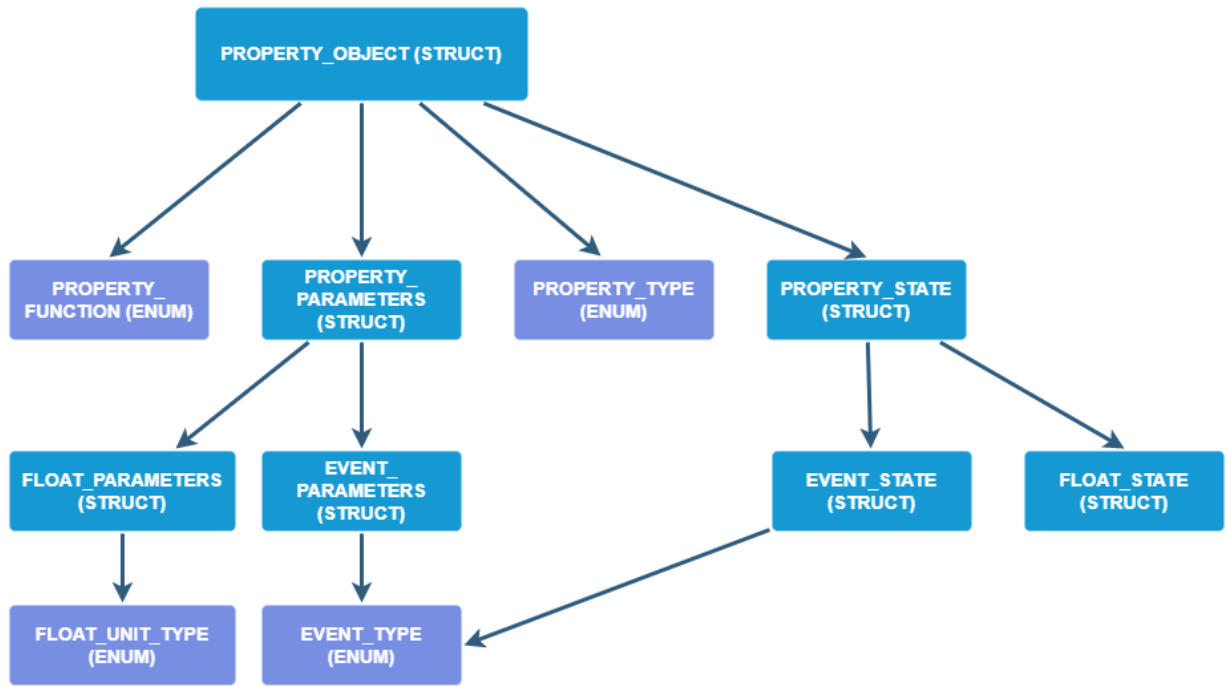 PROPERTY_OBJECT (STRUCT)
PROPERTY_
FUNCTION (ENUM)
PROPERTY_
PARAMETERS
(STRUCT)
PROPERTY_TYPE
(ENUM)
PROPERTY_STATE
(STRUCT)
FLOAT_PARAMETERS
(STRUCT)
EVENT_
PARAMETERS
(STRUCT)
EVENT_STATE
(STRUCT)
FLOAT_STATE
(STRUCT)
FLOAT_UNIT_TYPE
(ENUM)
EVENT_TYPE
(ENUM)